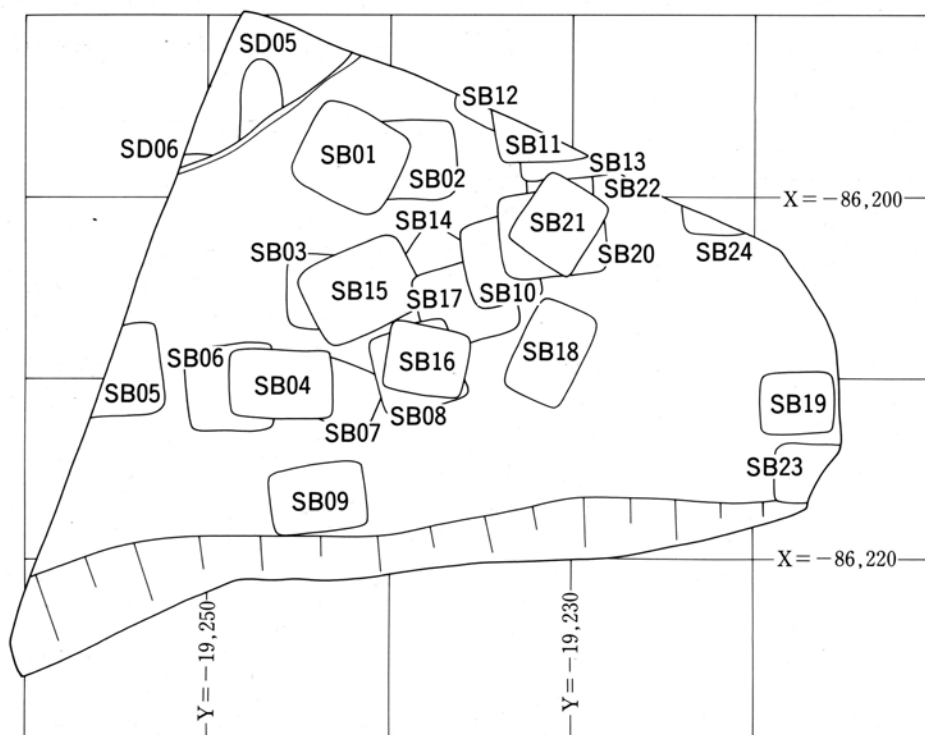 SD05
SB12
SD06
SB01
SB11
SB13
SB02
SB22
X=−86,200
SB14
SB21
SB03
SB20
SB24
SB15
SB17
SB10
SB06
SB16
SB18
SB05
SB04
SB19
SB08
SB07
SB23
SB09
X=−86,220
Y=−19,250
Y=−19,230